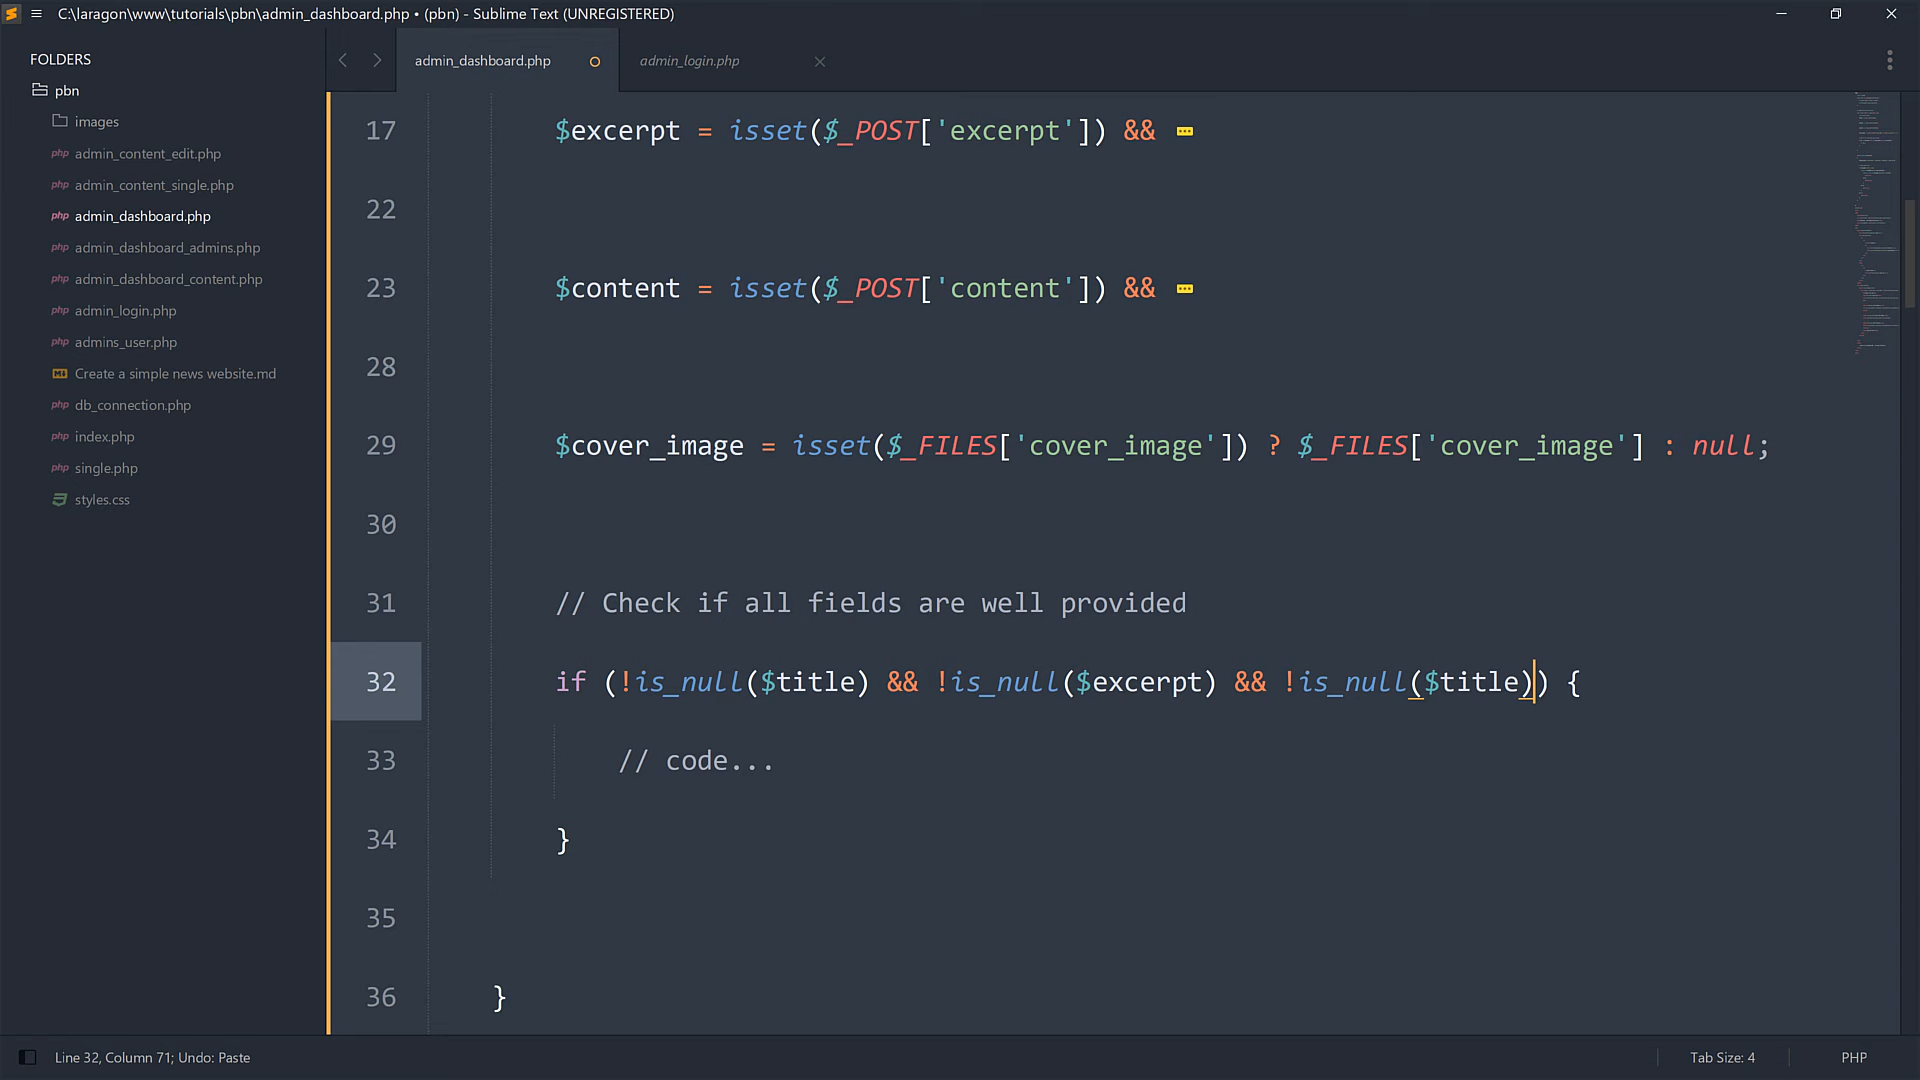 C:\laragon\www\tutorials\pbn\admin_dashboard.php • (pbn) - Sublime Text (UNREGISTERED)
FOLDERS
pbn
images
php admin_content_edit.php
php admin_content_single.php
php admin_dashboard.php
php admin_dashboard_admins.php
php admin_dashboard_content.php
php admin_login.php
php admins_user.php
Create a simple news website.md
php db_connection.php
php index.php
php single.php
styles.css
admin_dashboard.php
admin_login.php
17 $excerpt = isset($_POST['excerpt']) && ...
22
23 $content = isset($_POST['content']) && ...
28
29 $cover_image = isset($_FILES['cover_image']) ? $_FILES['cover_image'] : null;
30
31 // Check if all fields are well provided
32 if (!is_null($title) && !is_null($excerpt) && !is_null($title)) {
33 // code...
34 }
35
36 }
Line 32, Column 71; Undo: Paste
Tab Size: 4
PHP